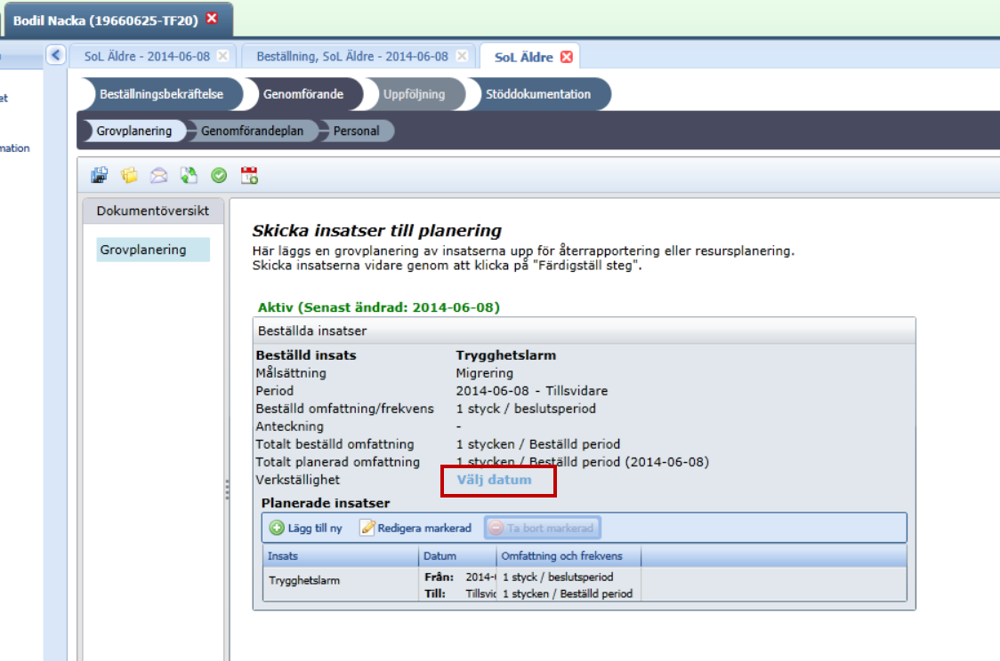 Bodil Nacka (19660625-TF20)
SoL Äldre - 2014-06-08
Beställning, SoL Äldre - 2014-06-08
SoL Äldre
et
mation
Beställningsbekräftelse
Genomförande
Uppföljning
Stöddokumentation
Grovplanering
Genomförandeplan
Personal
Dokumentöversikt
Grovplanering
Skicka insatser till planering
Här läggs en grovplanering av insatserna upp för återrapportering eller resursplanering.
Skicka insatserna vidare genom att klicka på "Färdigställ steg".
Aktiv (Senast ändrad: 2014-06-08)
Beställda insatser
Beställd insats Trygghetslarm
Målsättning Migrering
Period 2014-06-08 - Tillsvidare
Beställd omfattning/frekvens 1 styck / beslutsperiod
Anteckning -
Totalt beställd omfattning 1 stycken / Beställd period
Totalt planerad omfattning 1 stycken / Beställd period (2014-06-08)
Verkställighet Välj datum
Planerade insatser
Lägg till ny Redigera markerad Ta bort markerad
Insats Datum Omfattning och frekvens
Trygghetslarm
Från: 2014- 1 styck / beslutsperiod
Till: Tillsvid 1 stycken / Beställd period